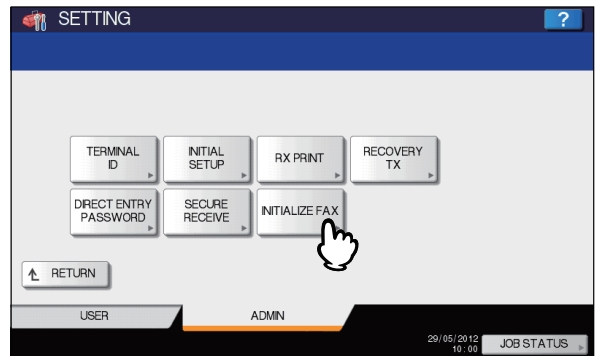 SETTING
?
TERMINAL
ID
INITIAL
SETUP
RX PRINT
RECOVERY
TX
DIRECT ENTRY
PASSWORD
SECURE
RECEIVE
INITIALIZE FAX
RETURN
USER
ADMIN
29/05/2012
10:00
JOB STATUS